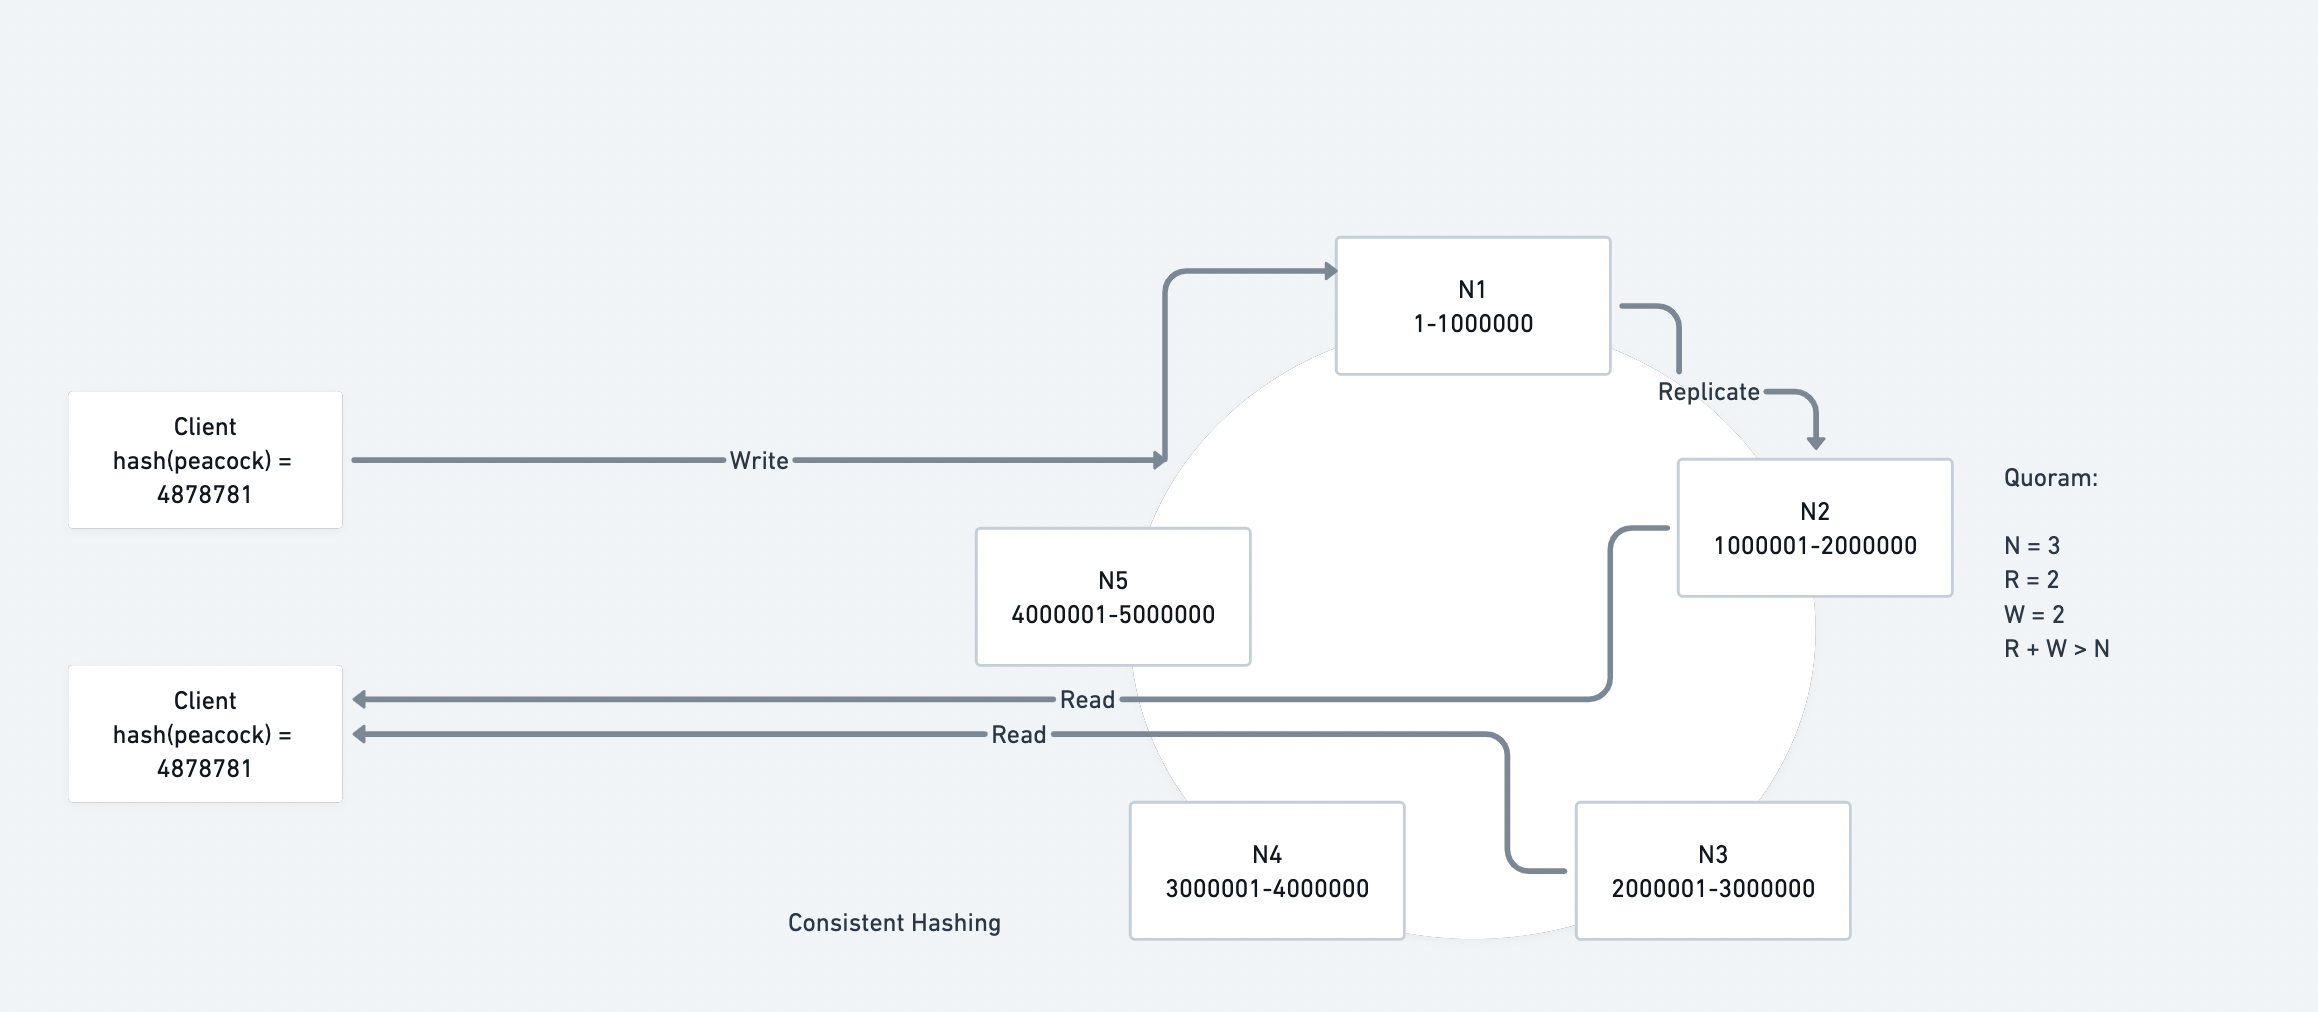 N1
1-1000000
Replicate
Client
hash(peacock) =
4878781
Write
N2
1000001-2000000
Quoram:
N = 3
R = 2
W = 2
R + W > N
N5
4000001-5000000
Client
hash(peacock) =
4878781
Read
Read
N4
3000001-4000000
N3
2000001-3000000
Consistent Hashing